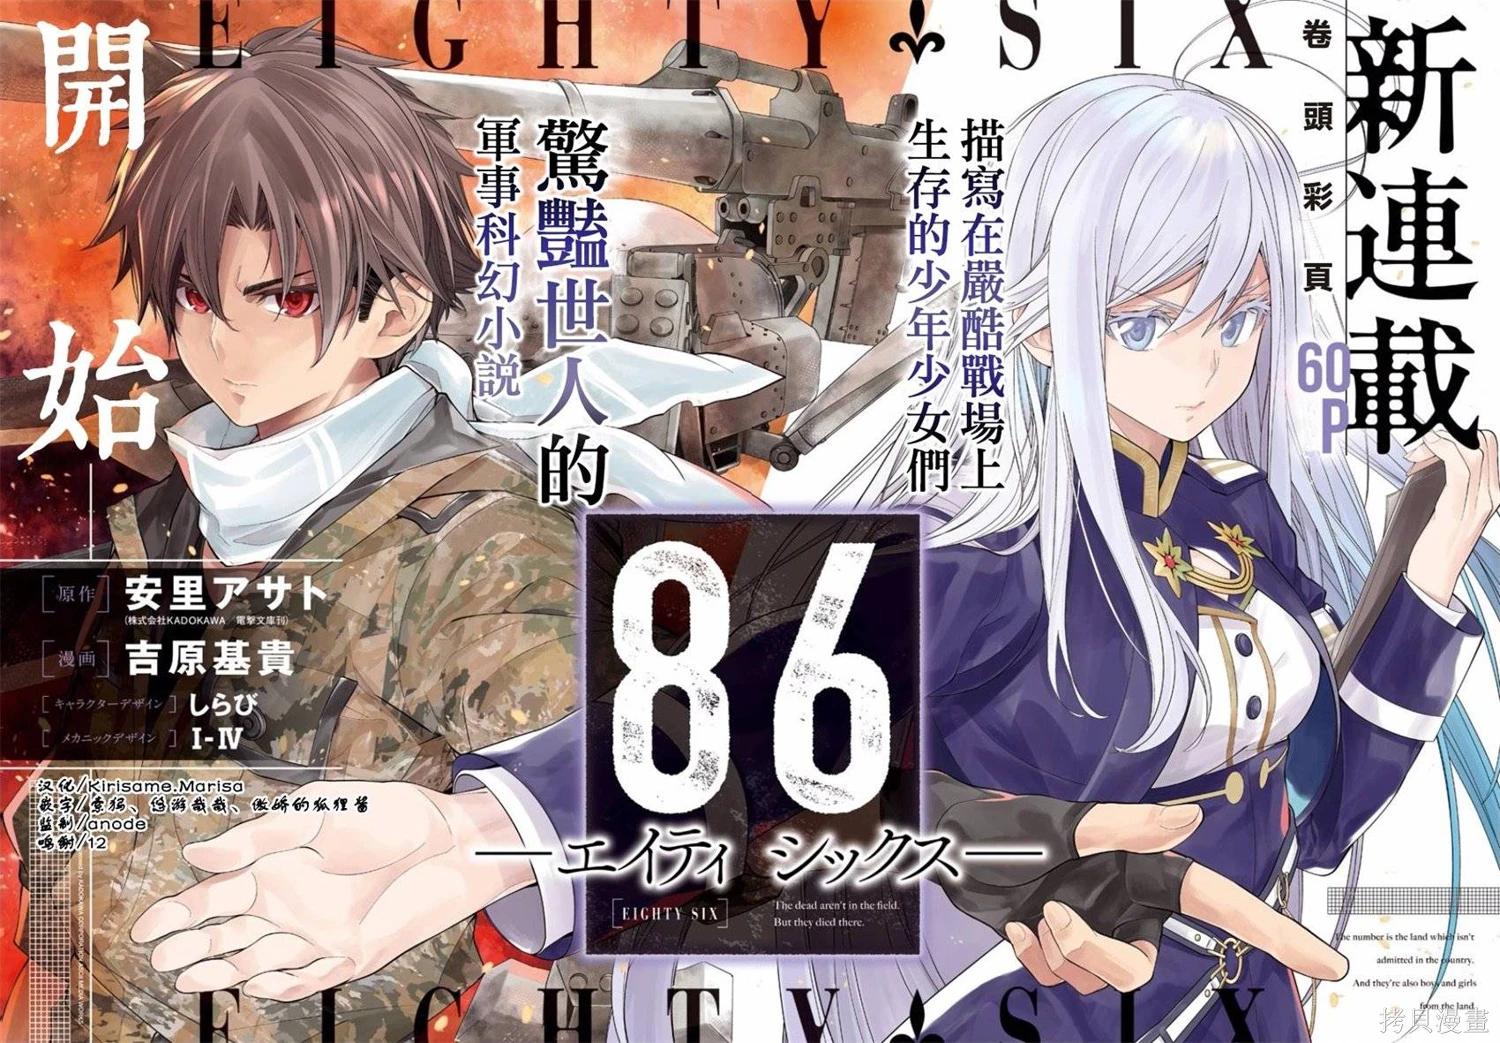 EIGHTY SIX
新連載
卷頭彩頁
60P
開始
描寫在嚴酷戰場上
生存的少年少女們
驚豔世人的
軍事科幻小説
86
―エイティ シックス―
[EIGHTY SIX]
The dead aren't in the field.
But they died there.
[原作] 安里アサト
(株式会社KADOKAWA 電撃文庫刊)
[漫画] 吉原基貴
[キャラクターデザイン] しらび
[メカニックデザイン] I-Ⅳ
汉化/Kirisame.Marisa
监制/anode
鸣谢/12
The number is the land which isn't
admitted in the country.
And they're also boys and girls
from the land.
EIGHTY SIX
拷貝漫畫